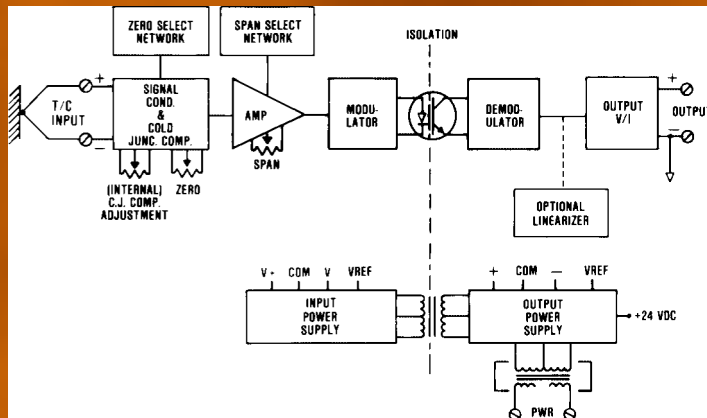 ZERO SELECT
NETWORK
SPAN SELECT
NETWORK
ISOLATION
+
T/C
INPUT
−
SIGNAL
COND.
&
COLD
JUNC. COMP.
AMP
MODU-
LATOR
DEMOD-
ULATOR
OUTPUT
V/I
+
OUTPUT
−
SPAN
(INTERNAL)
C.J. COMP.
ADJUSTMENT
ZERO
OPTIONAL
LINEARIZER
V+ COM V VREF
+ COM − VREF
INPUT
POWER
SUPPLY
OUTPUT
POWER
SUPPLY
+24 VDC
PWR